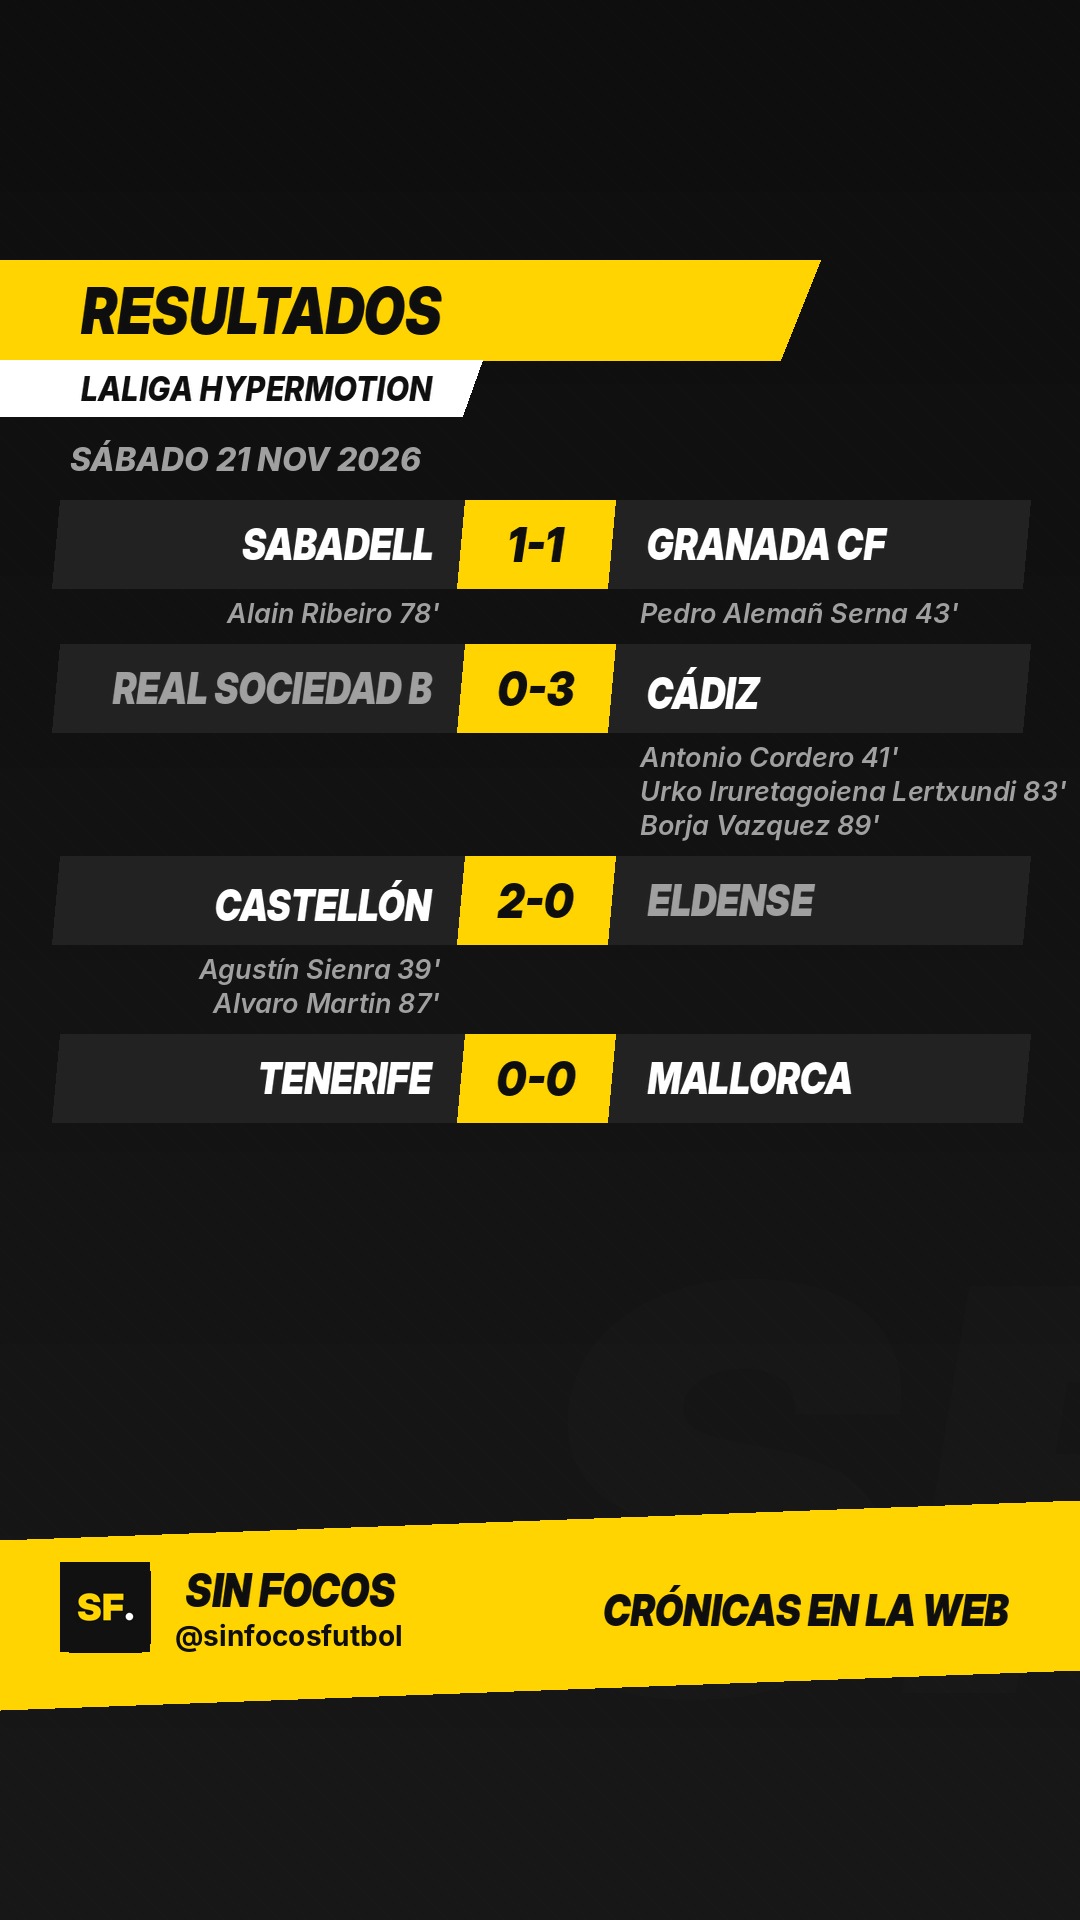 RESULTADOS
LALIGA HYPERMOTION
SÁBADO 21 NOV 2026
SABADELL 1-1 GRANADA CF
Alain Ribeiro 78' Pedro Alemañ Serna 43'
REAL SOCIEDAD B 0-3 CÁDIZ
Antonio Cordero 41'
Urko Iruretagoiena Lertxundi 83'
Borja Vazquez 89'
CASTELLÓN 2-0 ELDENSE
Agustín Sienra 39'
Alvaro Martin 87'
TENERIFE 0-0 MALLORCA
SF
SF.
SIN FOCOS
@sinfocosfutbol
CRÓNICAS EN LA WEB